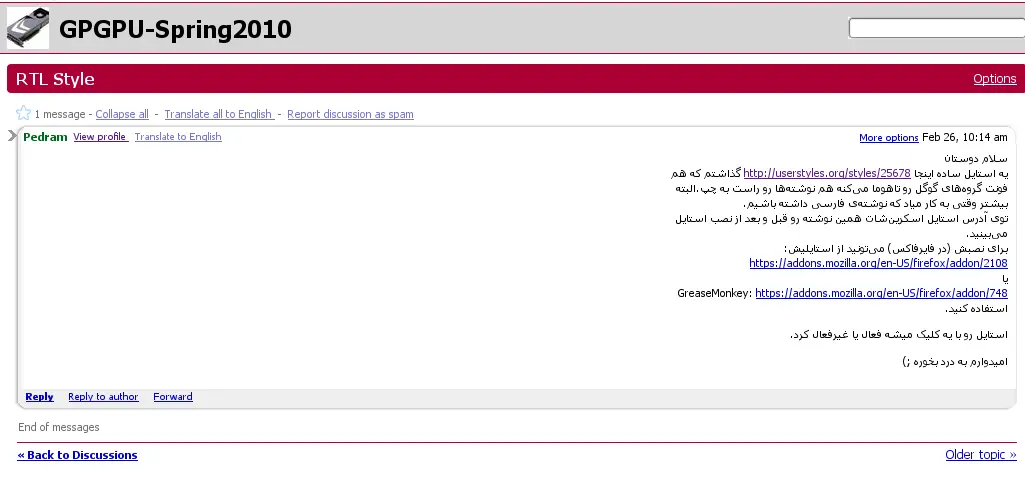 GPGPU-Spring2010
RTL Style
Options
1 message - Collapse all - Translate all to English - Report discussion as spam
Pedram View profile Translate to English
More options Feb 26, 10:14 am
سلام دوستان
یه استایل ساده اینجا http://userstyles.org/styles/25678 گذاشتم که هم
فونت گروه‌های گوگل رو تاهوما می‌کنه هم نوشته‌ها رو راست به چپ.البته
بیشتر وقتی به کار میاد که نوشته‌ی فارسی داشته باشیم.
توی آدرس استایل اسکرین‌شات همین نوشته رو قبل و بعد از نصب استایل
می‌بینید.
برای نصبش (در فایرفاکس) می‌تونید از استایلیش:
https://addons.mozilla.org/en-US/firefox/addon/2108
یا
GreaseMonkey: https://addons.mozilla.org/en-US/firefox/addon/748
استفاده کنید.
استایل رو با یه کلیک میشه فعال یا غیرفعال کرد.
امیدوارم به درد بخوره ;)
Reply Reply to author Forward
End of messages
« Back to Discussions
Older topic »